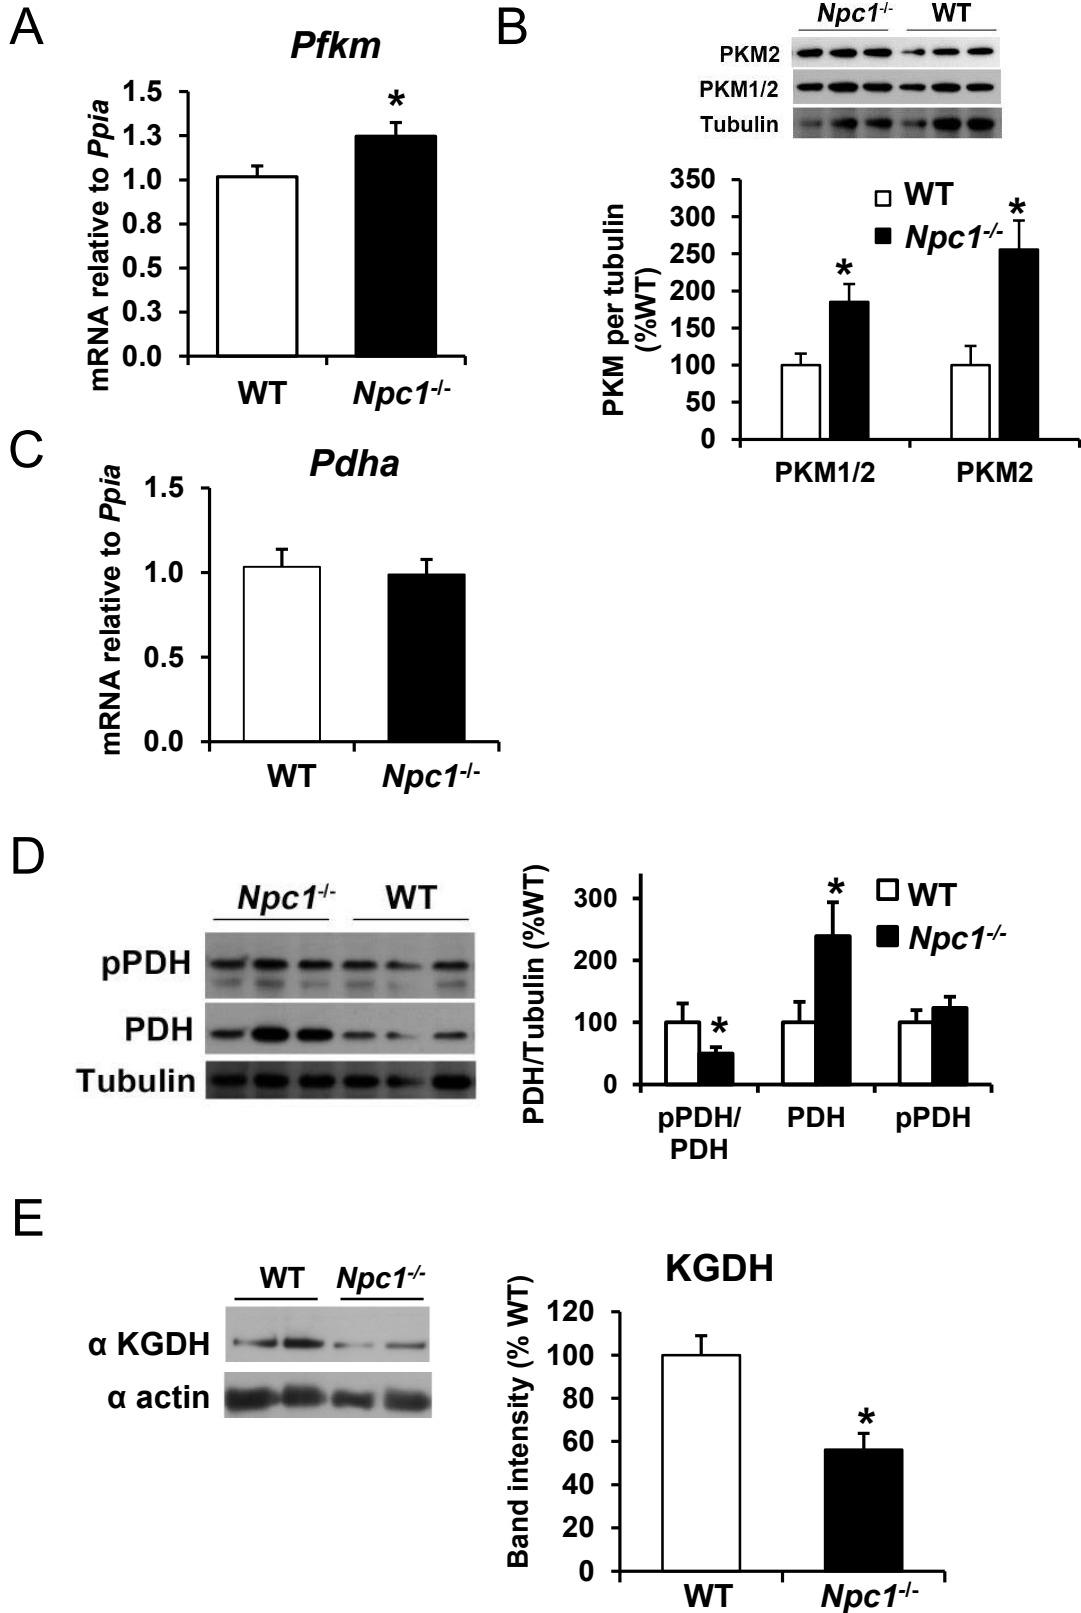 A
Pfkm
mRNA relative to Ppia
1.5
1.3
1.0
0.8
0.5
0.3
0.0
*
WT
Npc1-/-
B
Npc1-/- WT
PKM2
PKM1/2
Tubulin
PKM per tubulin
(%WT)
350
300
250
200
150
100
50
0
WT
Npc1-/-
*
*
PKM1/2
PKM2
C
Pdha
mRNA relative to Ppia
1.5
1.0
0.5
0.0
WT
Npc1-/-
D
Npc1-/- WT
pPDH
PDH
Tubulin
PDH/Tubulin (%WT)
300
200
100
0
WT
Npc1-/-
*
*
pPDH/
PDH
PDH
pPDH
E
WT Npc1-/-
α KGDH
α actin
KGDH
Band intensity (% WT)
120
100
80
60
40
20
0
*
WT
Npc1-/-